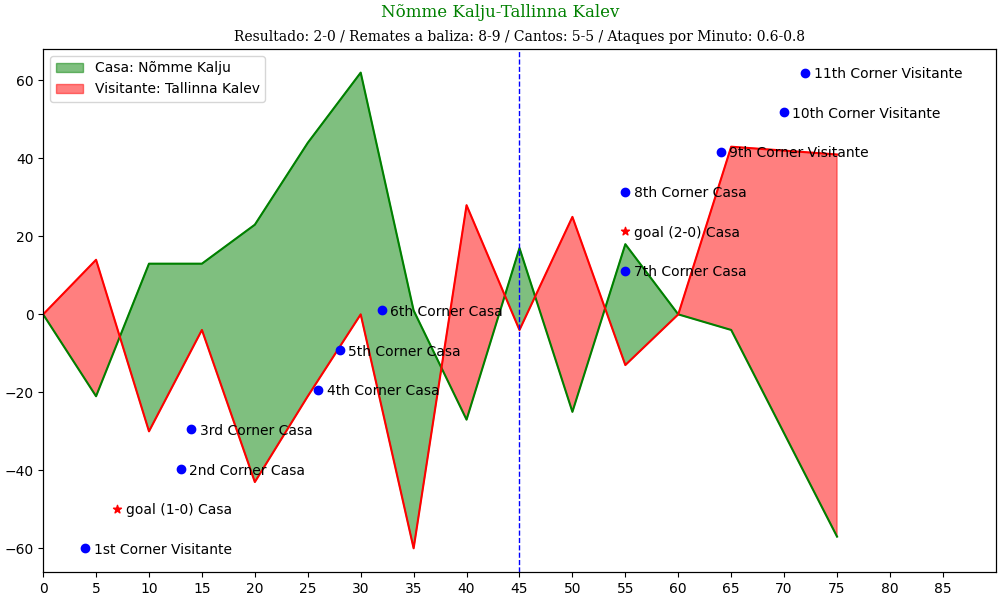 Nõmme Kalju-Tallinna Kalev
Resultado: 2-0 / Remates a baliza: 8-9 / Cantos: 5-5 / Ataques por Minuto: 0.6-0.8
Casa: Nõmme Kalju
Visitante: Tallinna Kalev
11th Corner Visitante
10th Corner Visitante
9th Corner Visitante
8th Corner Casa
goal (2-0) Casa
7th Corner Casa
6th Corner Casa
5th Corner Casa
4th Corner Casa
3rd Corner Casa
2nd Corner Casa
goal (1-0) Casa
1st Corner Visitante
60
40
20
0
−20
−40
−60
0 5 10 15 20 25 30 35 40 45 50 55 60 65 70 75 80 85